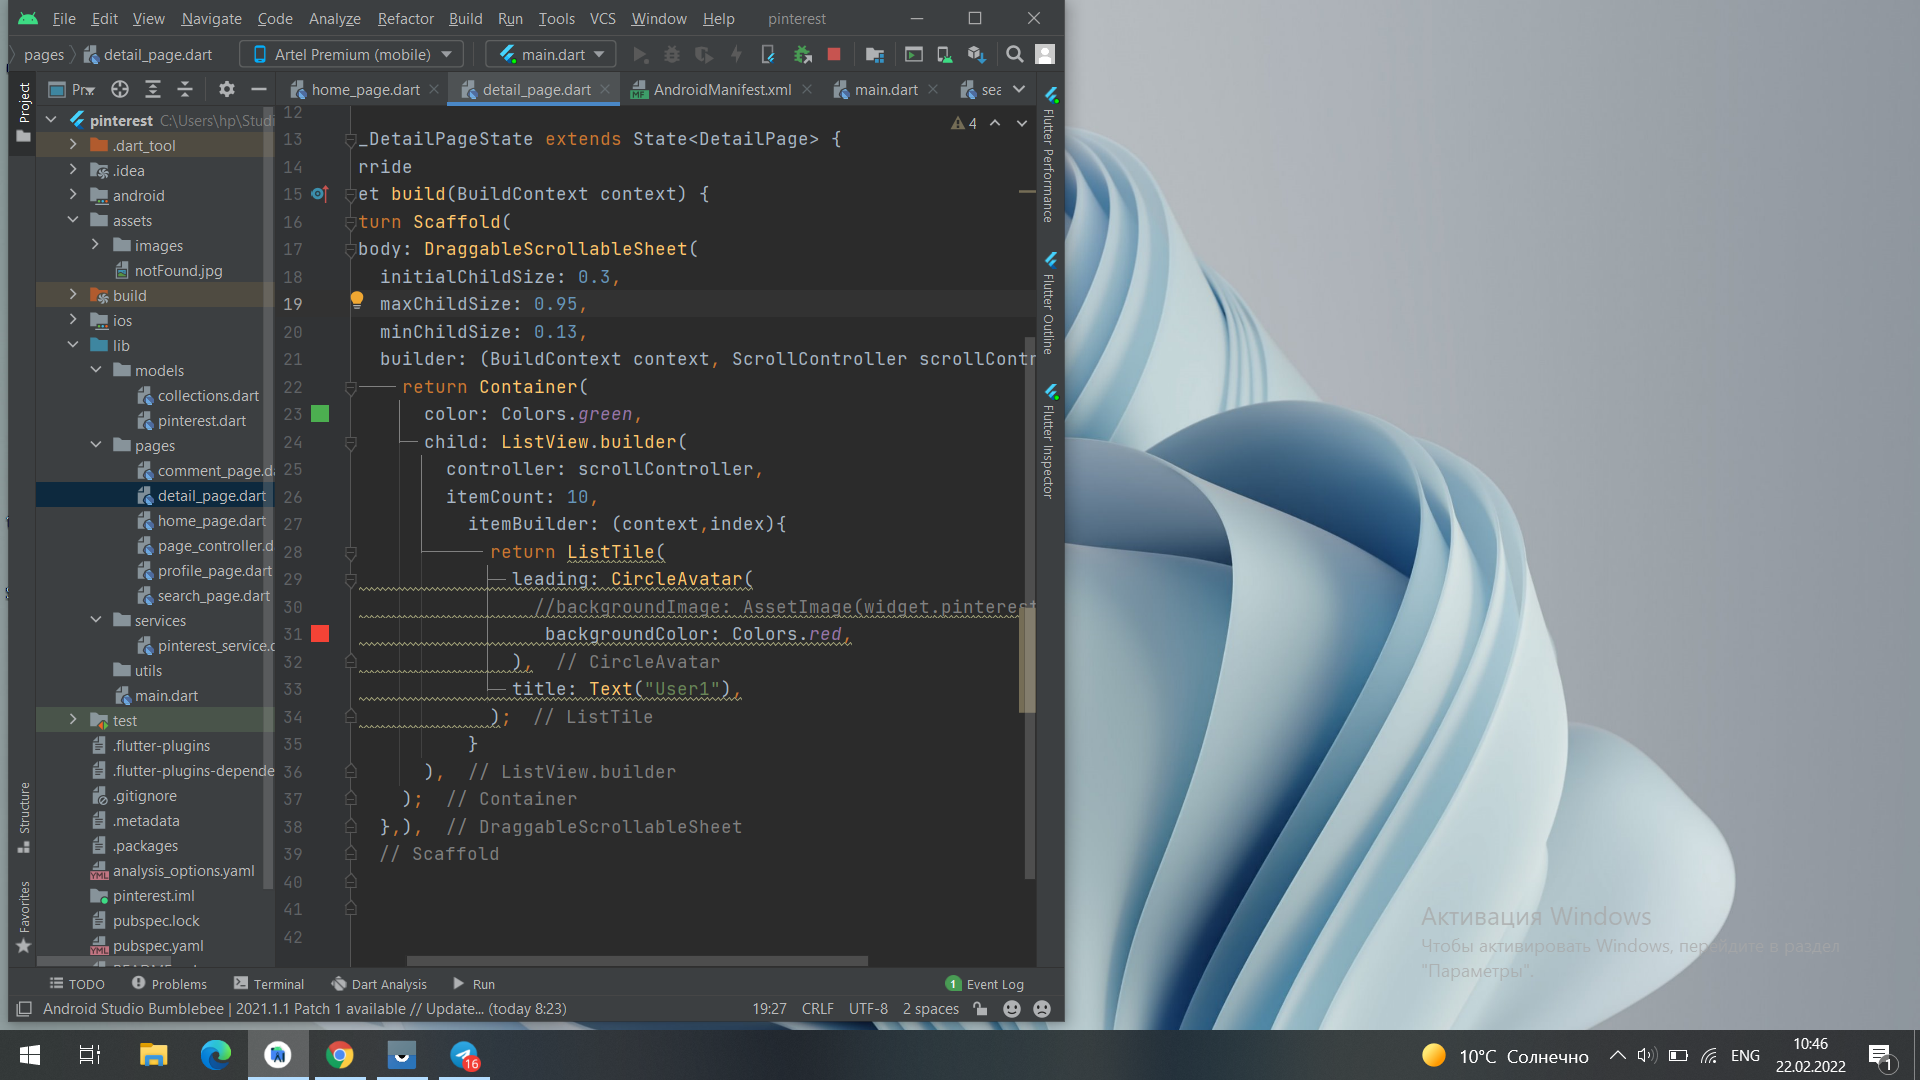 File Edit View Navigate Code Analyze Refactor Build Run Tools VCS Window Help pinterest
pages detail_page.dart Artel Premium (mobile) main.dart
home_page.dart detail_page.dart AndroidManifest.xml main.dart sea
Project
Structure
Favorites
pinterest C:\Users\hp\Studi
.dart_tool
.idea
android
assets
images
notFound.jpg
build
ios
lib
models
collections.dart
pinterest.dart
pages
comment_page.da
detail_page.dart
home_page.dart
page_controller.d
profile_page.dart
search_page.dart
services
pinterest_service.d
utils
main.dart
test
.flutter-plugins
.flutter-plugins-depende
.gitignore
.metadata
.packages
analysis_options.yaml
pinterest.iml
pubspec.lock
pubspec.yaml
4
12
13 _DetailPageState extends State<DetailPage> {
14 rride
15 et build(BuildContext context) {
16 turn Scaffold(
17 body: DraggableScrollableSheet(
18 initialChildSize: 0.3,
19 maxChildSize: 0.95,
20 minChildSize: 0.13,
21 builder: (BuildContext context, ScrollController scrollContr
22 return Container(
23 color: Colors.green,
24 child: ListView.builder(
25 controller: scrollController,
26 itemCount: 10,
27 itemBuilder: (context,index){
28 return ListTile(
29 leading: CircleAvatar(
30 //backgroundImage: AssetImage(widget.pinterest
31 backgroundColor: Colors.red,
32 ), // CircleAvatar
33 title: Text("User1"),
34 ); // ListTile
35 }
36 ), // ListView.builder
37 ); // Container
38 },), // DraggableScrollableSheet
39 // Scaffold
40
41
42
Flutter Performance
Flutter Outline
Flutter Inspector
TODO Problems Terminal Dart Analysis Run 1 Event Log
Android Studio Bumblebee | 2021.1.1 Patch 1 available // Update... (today 8:23) 19:27 CRLF UTF-8 2 spaces
Активация Windows
Чтобы активировать Windows, перейдите в раздел
"Параметры".
16
10°C Солнечно ENG 10:46
22.02.2022
1